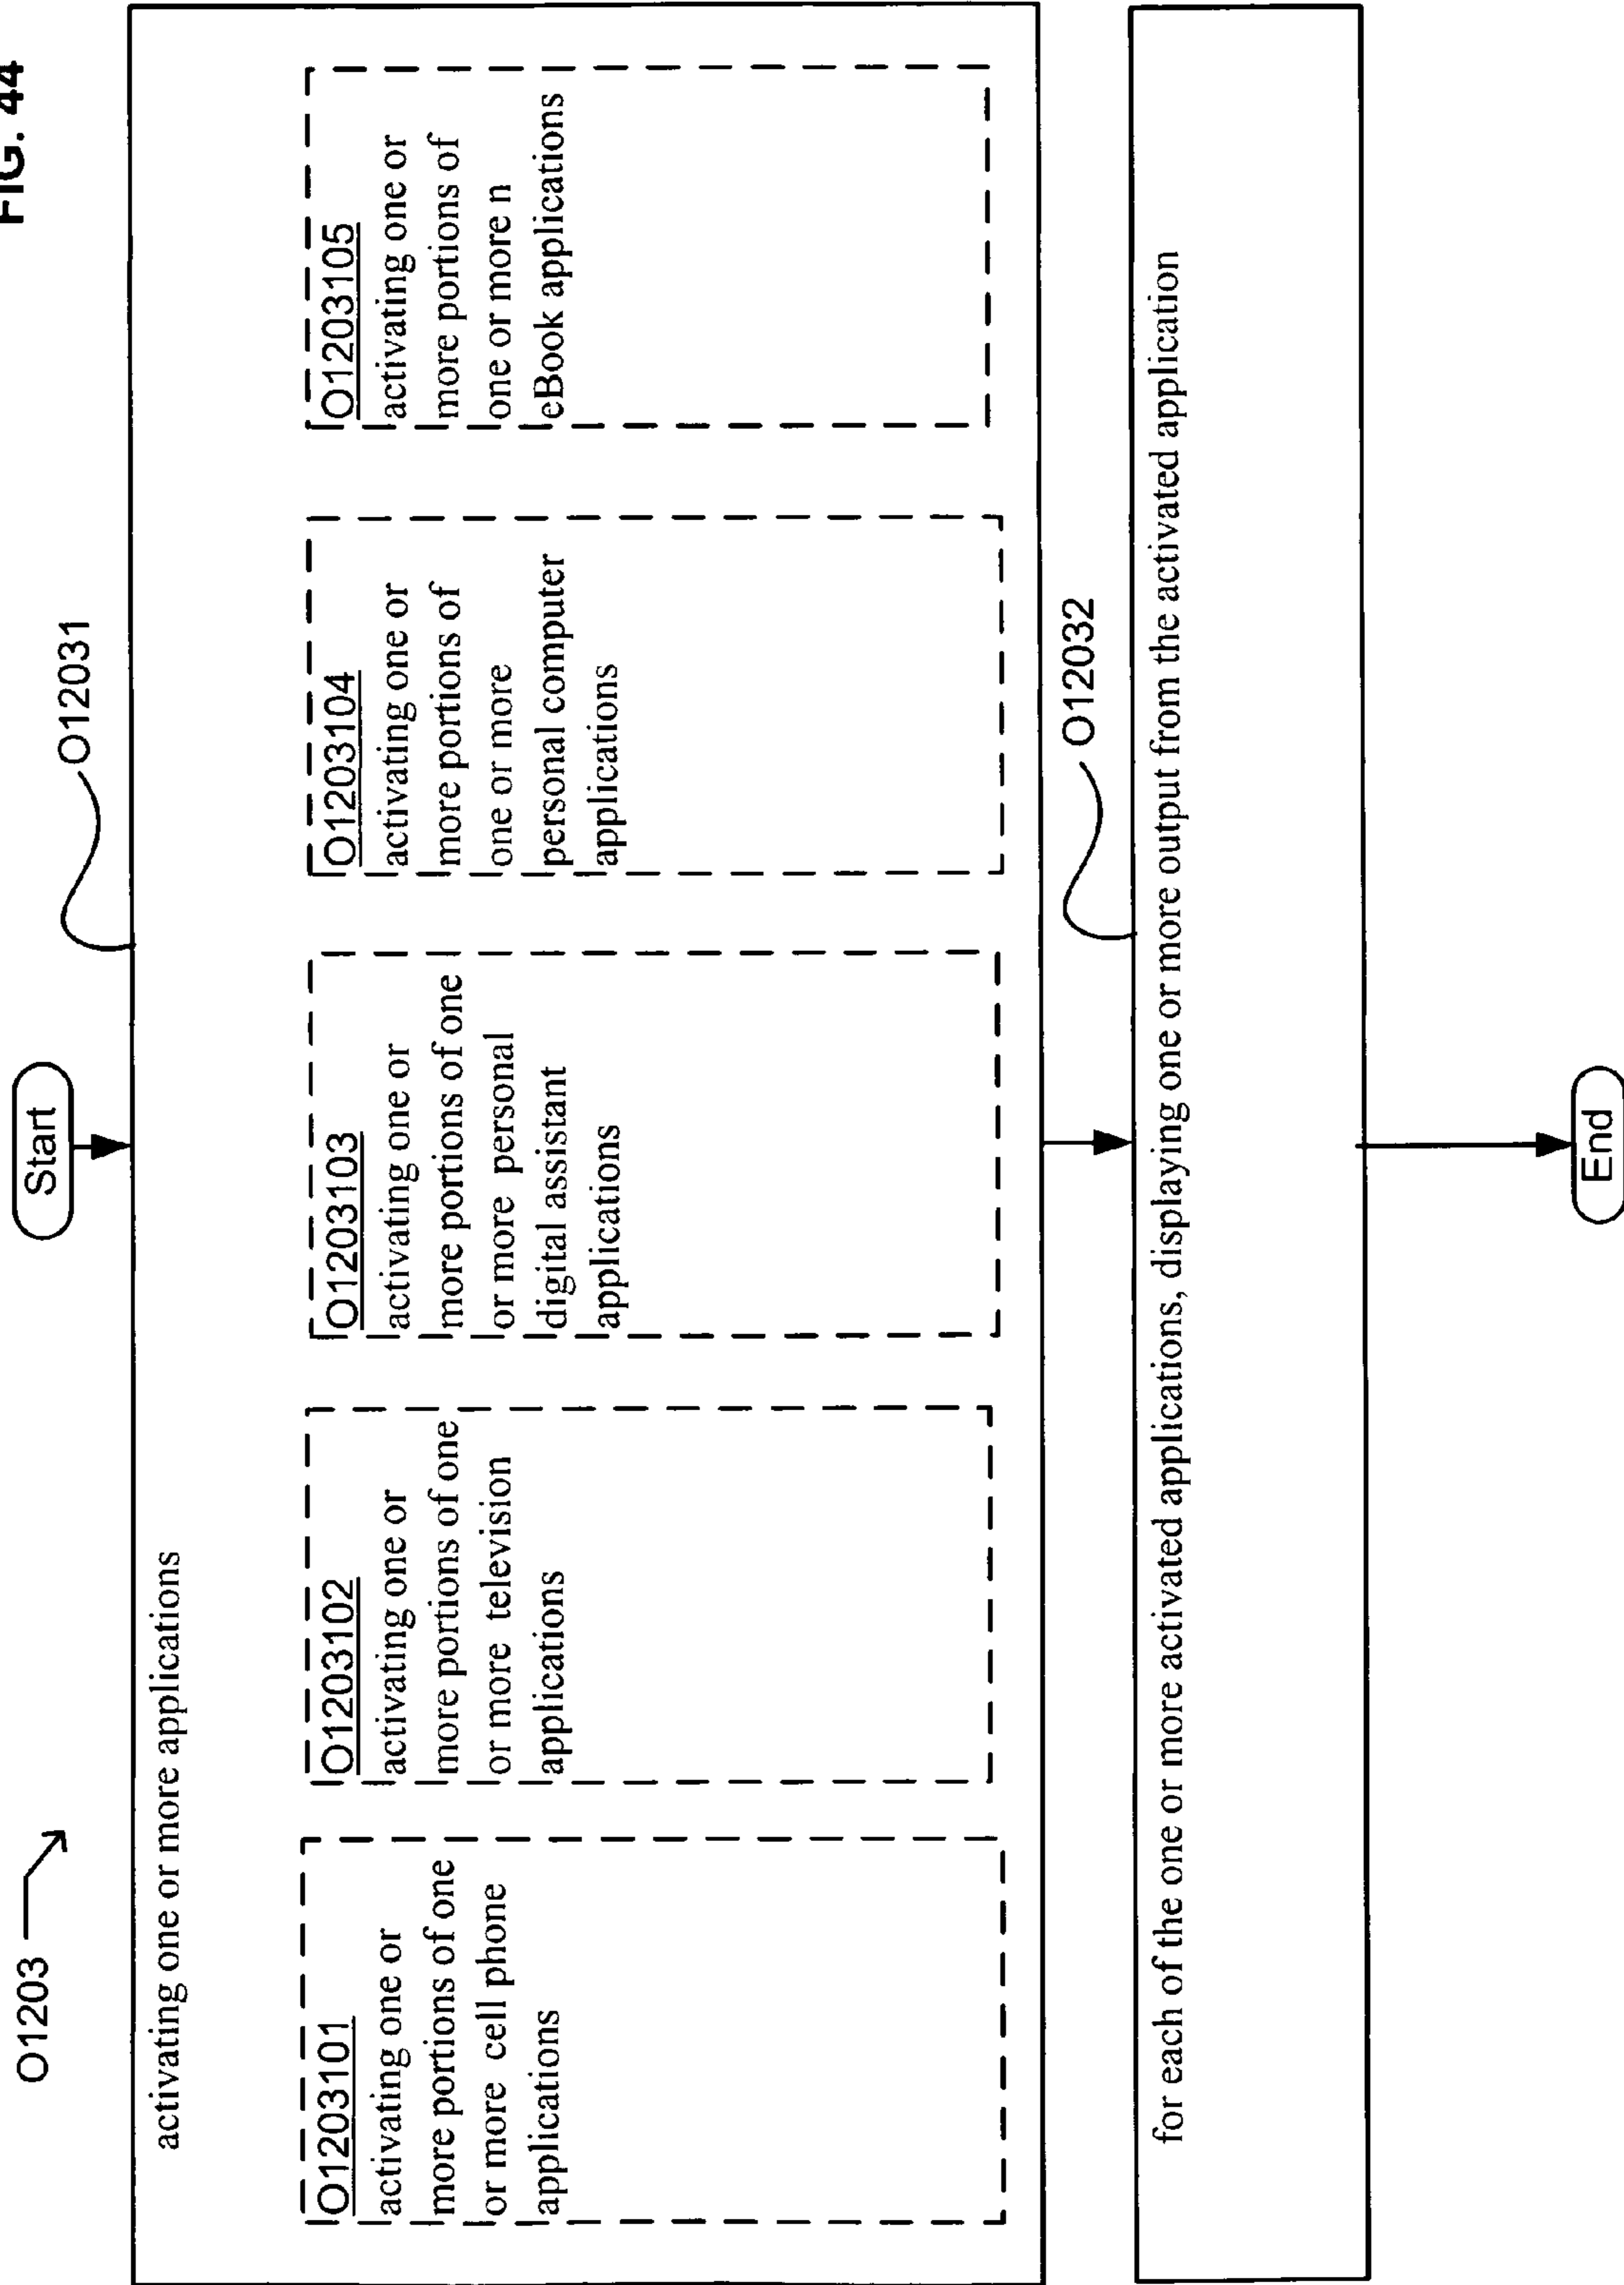 FIG. 44
O1203
Start
O12031
activating one or more applications
O1203101
activating one or
more portions of one
or more cell phone
applications
O1203102
activating one or
more portions of one
or more television
applications
O1203103
activating one or
more portions of one
or more personal
digital assistant
applications
O1203104
activating one or
more portions of
one or more
personal computer
applications
O1203105
activating one or
more portions of
one or more n
eBook applications
O12032
for each of the one or more activated applications, displaying one or more output from the activated application
End